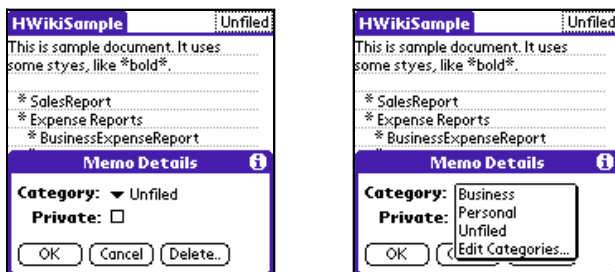 HWikiSample Unfiled
This is sample document. It uses
some styes, like *bold*.
* SalesReport
* Expense Reports
* BusinessExpenseReport
Memo Details i
Category: Unfiled
Private:
OK Cancel Delete..
HWikiSample Unfiled
This is sample document. It uses
some styes, like *bold*.
* SalesReport
* Expense Reports
* BusinessExpenseReport
Memo Details i
Category: Business
Personal
Private:
Unfiled
Edit Categories...
OK